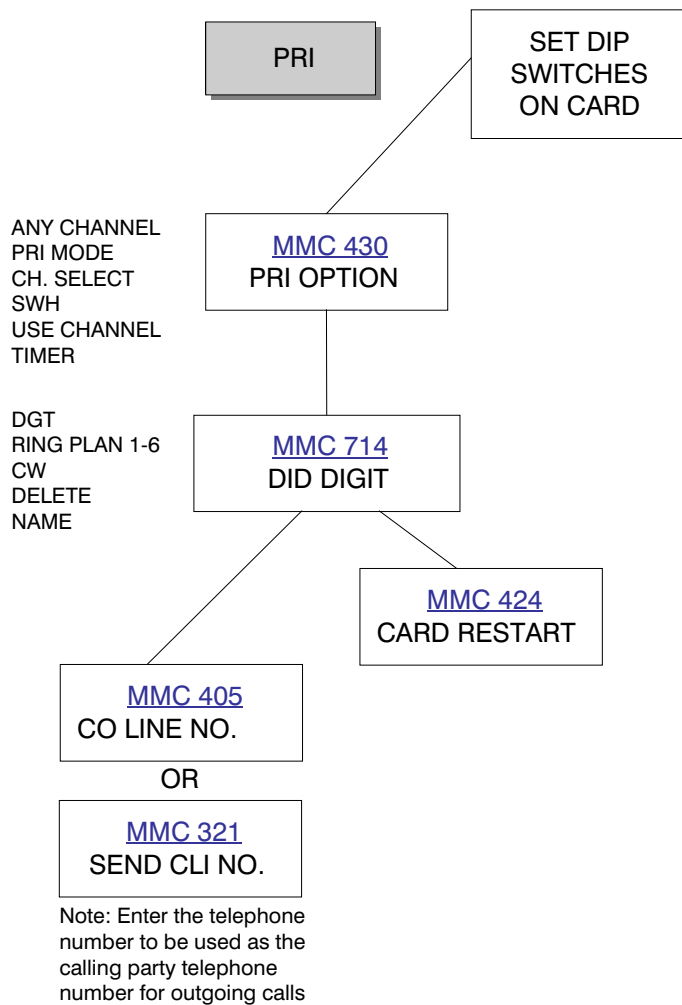 PRI
SET DIP
SWITCHES
ON CARD
ANY CHANNEL
PRI MODE
CH. SELECT
SWH
USE CHANNEL
TIMER
MMC 430
PRI OPTION
DGT
RING PLAN 1-6
CW
DELETE
NAME
MMC 714
DID DIGIT
MMC 424
CARD RESTART
MMC 405
CO LINE NO.
OR
MMC 321
SEND CLI NO.
Note: Enter the telephone
number to be used as the
calling party telephone
number for outgoing calls